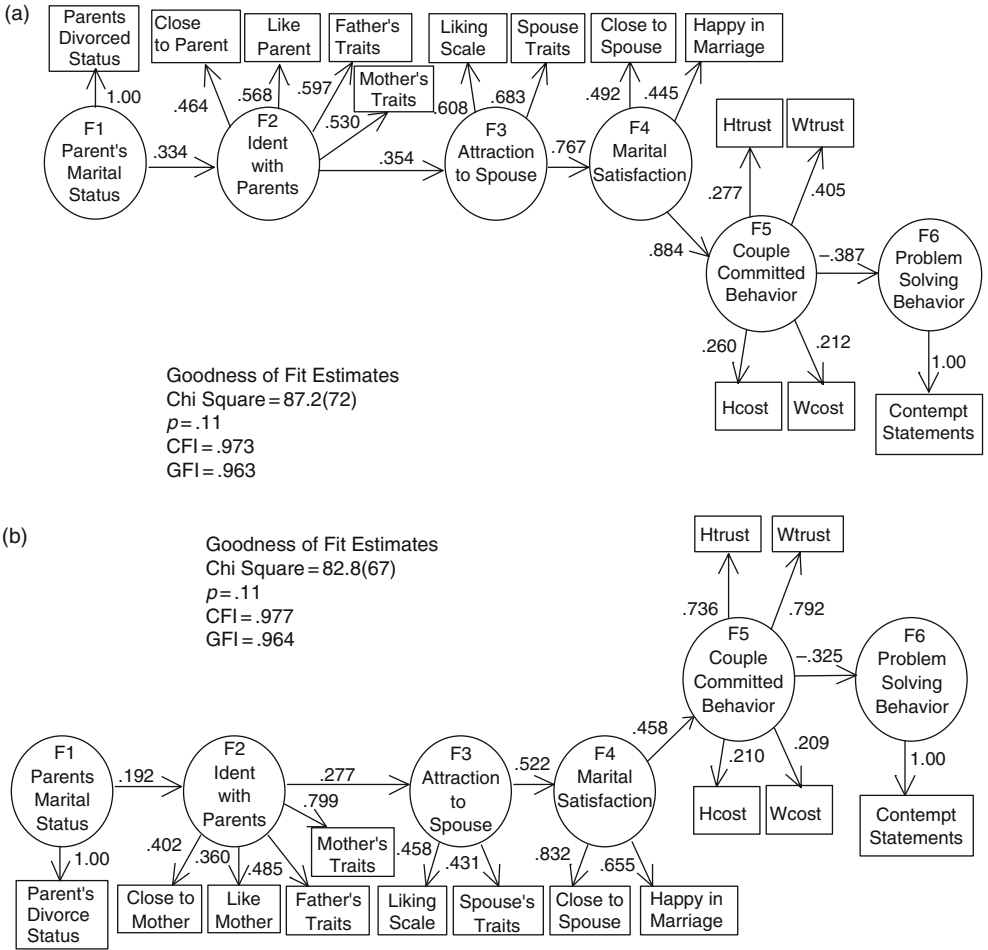 (a)
Parents
Divorced
Status
Close
to Parent
Like
Parent
Father's
Traits
Mother's
Traits
Liking
Scale
Spouse
Traits
Close to
Spouse
Happy in
Marriage
1.00
.464
.568
.597
.530
.608
.683
.492
.445
F1
Parent's
Marital
Status
.334
F2
Ident
with
Parents
.354
F3
Attraction
to Spouse
.767
F4
Marital
Satisfaction
.884
Htrust
Wtrust
.277
.405
F5
Couple
Committed
Behavior
–.387
F6
Problem
Solving
Behavior
.260
.212
1.00
Hcost
Wcost
Contempt
Statements
Goodness of Fit Estimates
Chi Square = 87.2(72)
p = .11
CFI = .973
GFI = .963
(b)
Goodness of Fit Estimates
Chi Square = 82.8(67)
p = .11
CFI = .977
GFI = .964
Htrust
Wtrust
.736
.792
F5
Couple
Committed
Behavior
–.325
F6
Problem
Solving
Behavior
.458
.210
.209
1.00
Hcost
Wcost
Contempt
Statements
F1
Parents
Marital
Status
.192
F2
Ident
with
Parents
.277
F3
Attraction
to
Spouse
.522
F4
Marital
Satisfaction
.799
Mother's
Traits
1.00
.402
.360
.485
.458
.431
.832
.655
Parent's
Divorce
Status
Close to
Mother
Like
Mother
Father's
Traits
Liking
Scale
Spouse's
Traits
Close to
Spouse
Happy in
Marriage